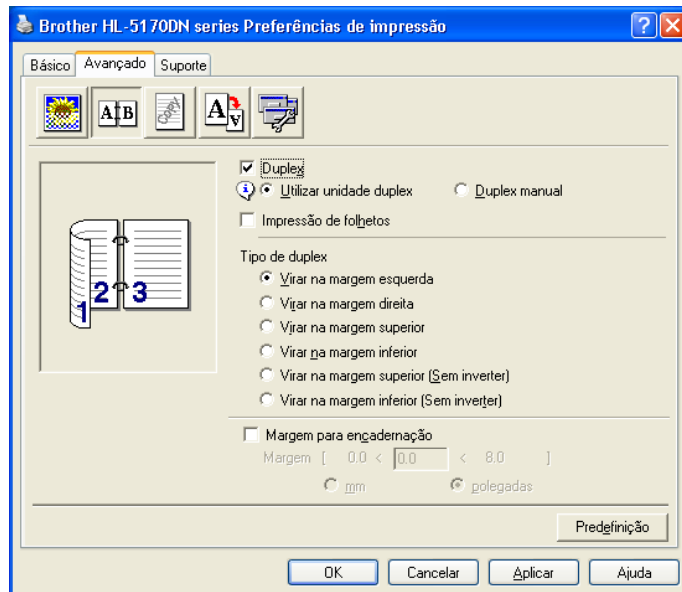 Brother HL-5170DN series Preferências de impressão
Básico Avançado Suporte
A B A A
Duplex
Utilizar unidade duplex Duplex manual
Impressão de folhetos
1 2 3
Tipo de duplex
Virar na margem esquerda
Virar na margem direita
Virar na margem superior
Virar na margem inferior
Virar na margem superior (Sem inverter)
Virar na margem inferior (Sem inverter)
Margem para encadernação
Margem [ 0.0 < 0.0 < 8.0 ]
mm polegadas
Predefinição
OK Cancelar Aplicar Ajuda